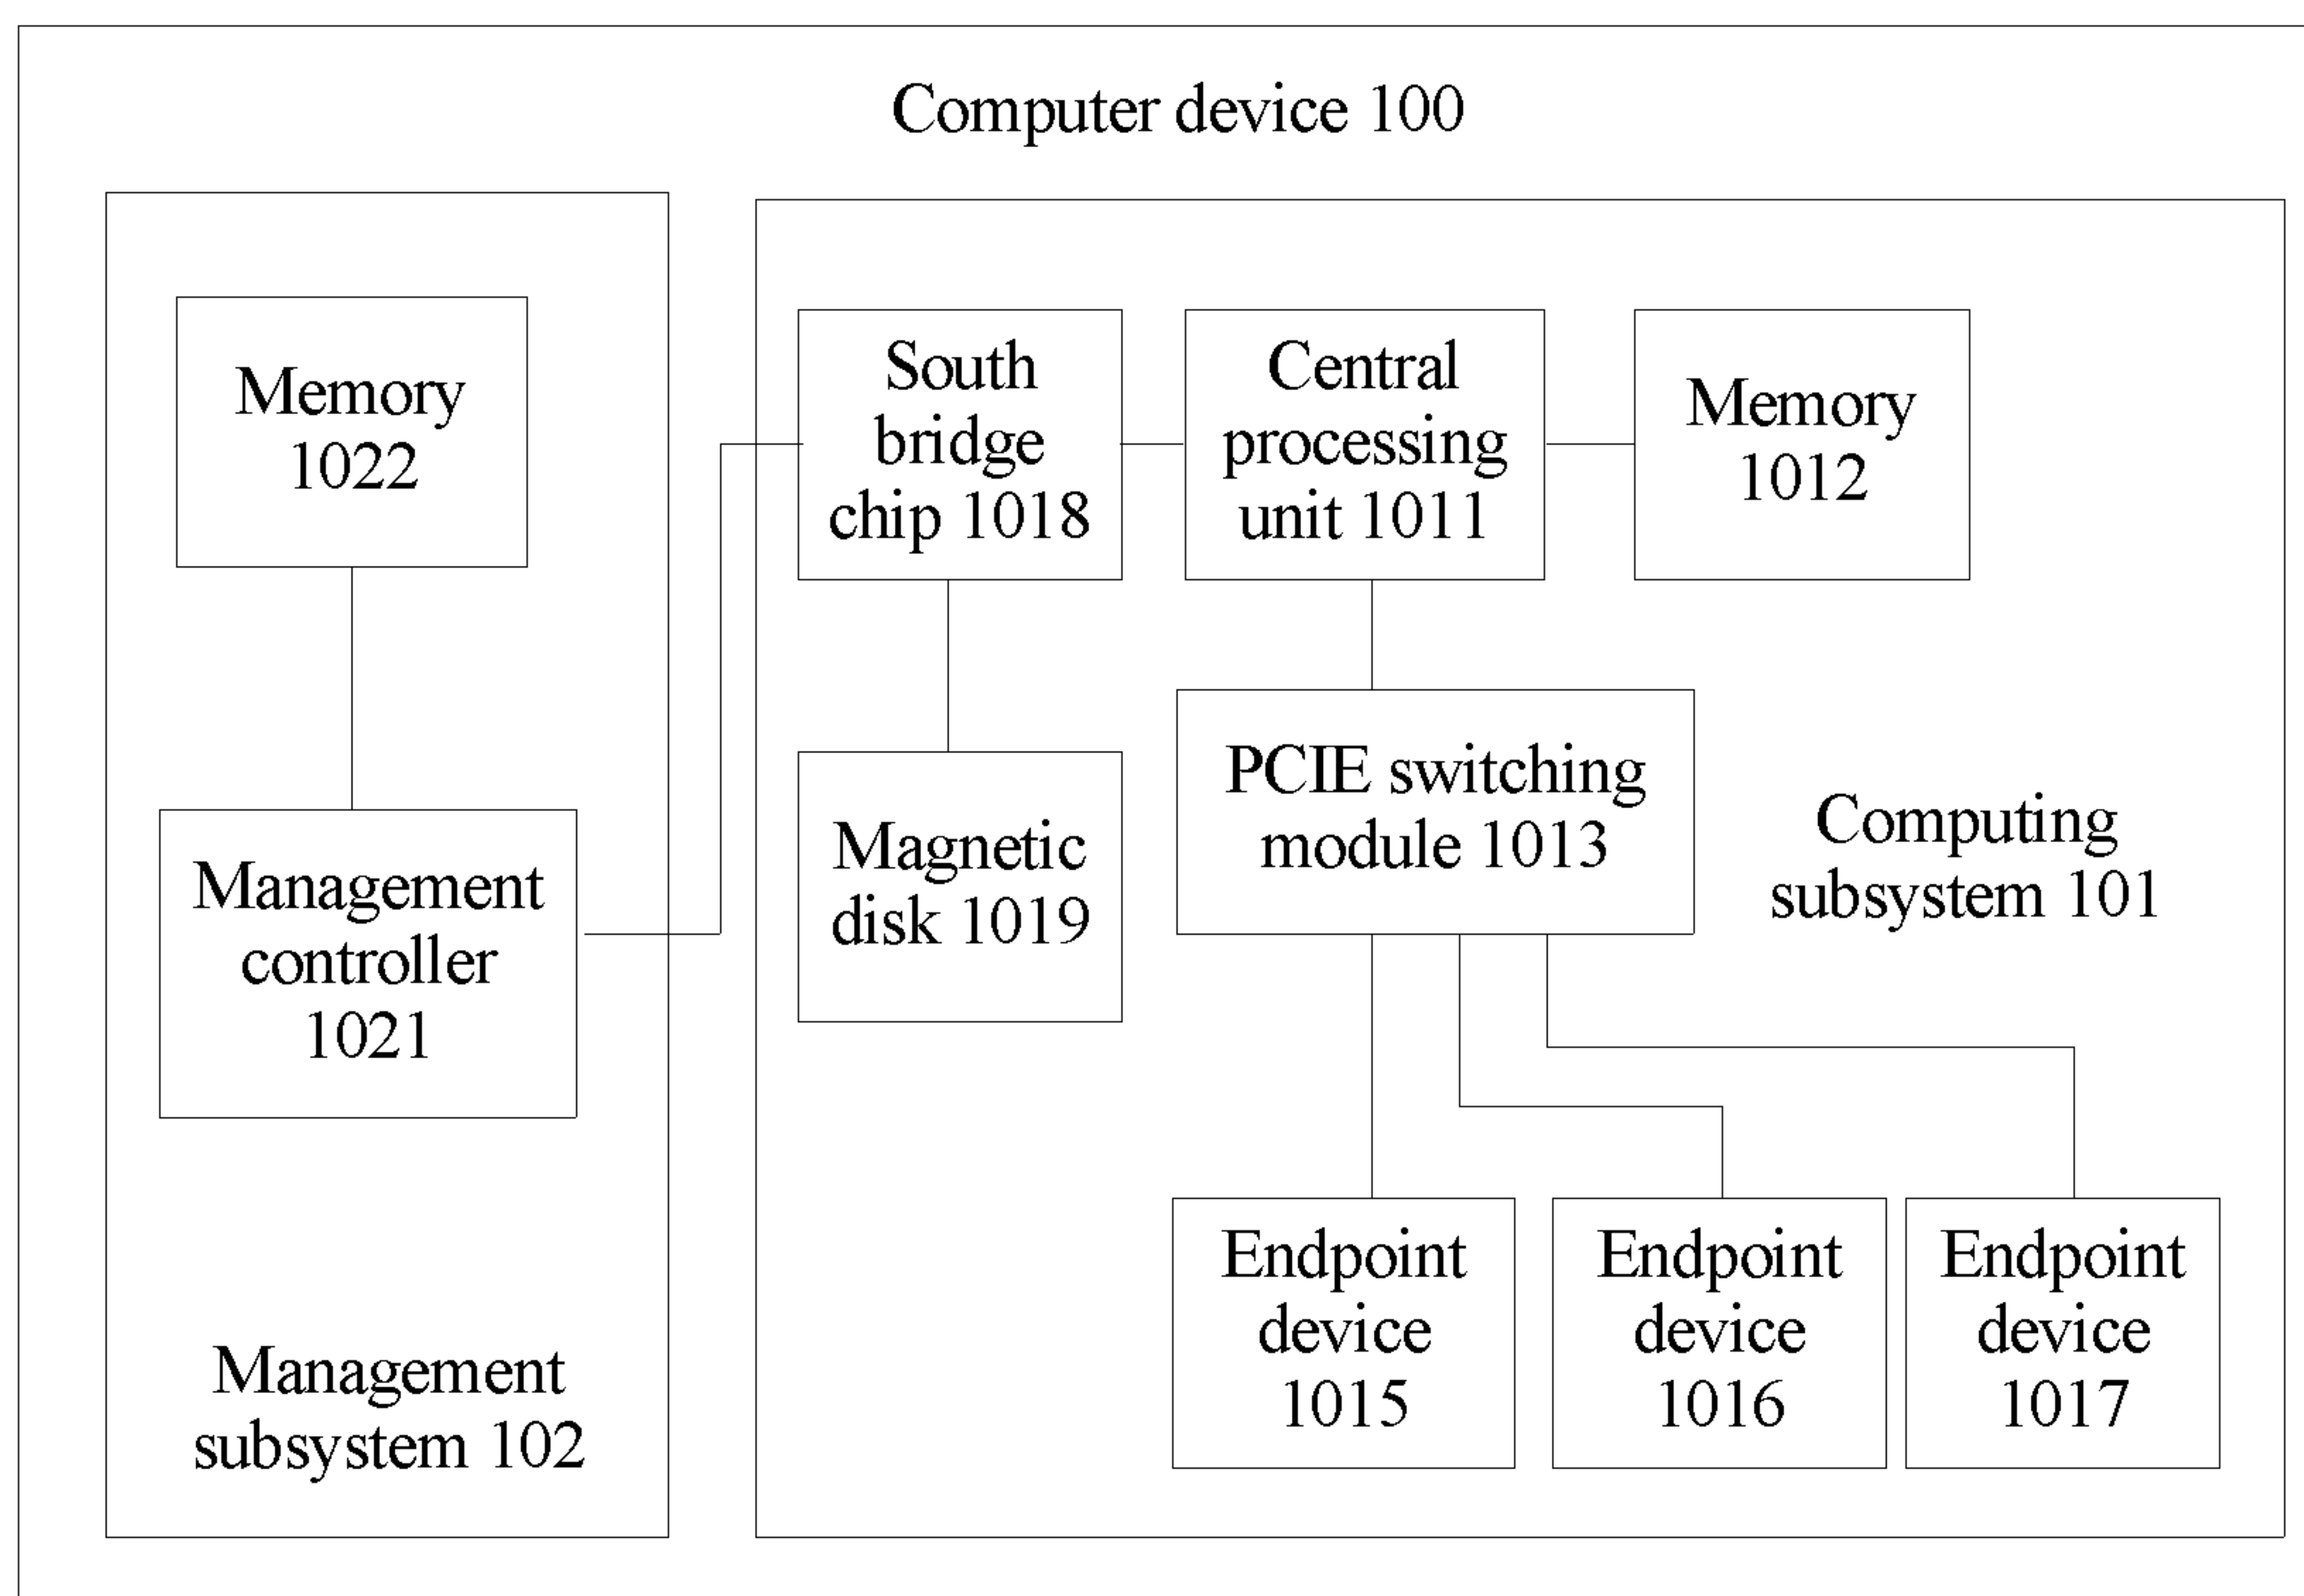 Computer device 100
Memory
1022
Management
controller
1021
Management
subsystem 102
South
bridge
chip 1018
Central
processing
unit 1011
Memory
1012
Magnetic
disk 1019
PCIE switching
module 1013
Computing
subsystem 101
Endpoint
device
1015
Endpoint
device
1016
Endpoint
device
1017